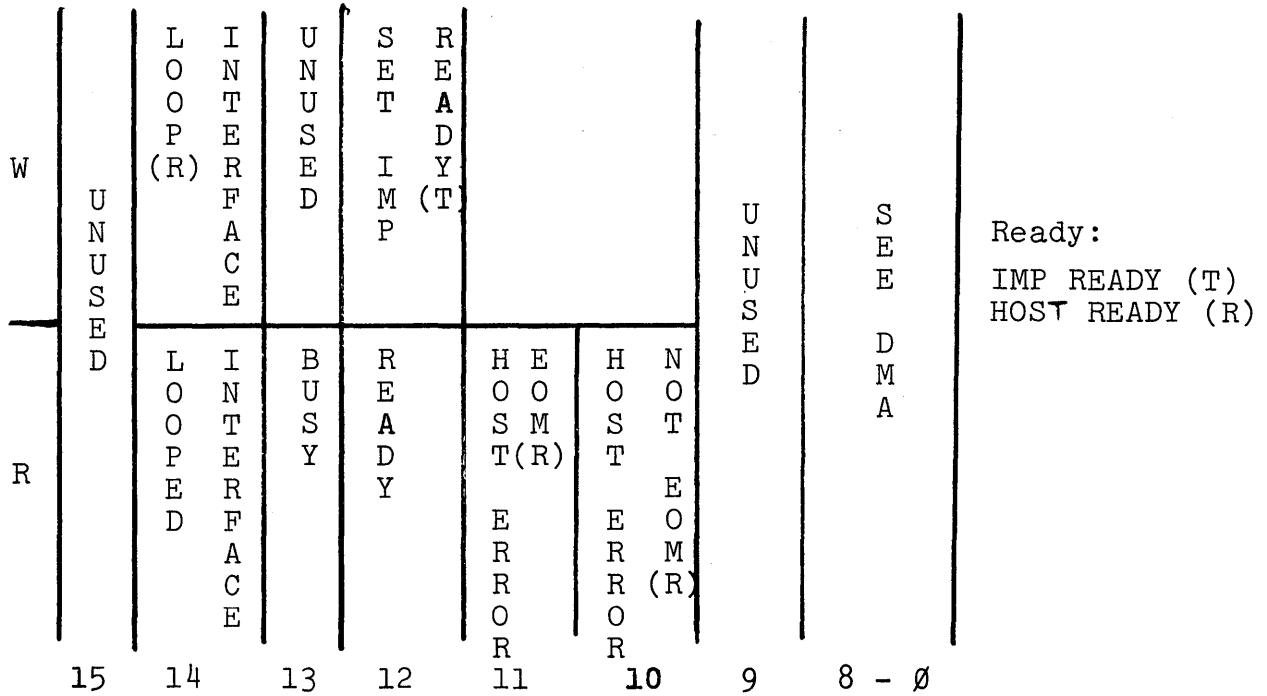 W
UNUSED
LOOP(R)
INTERFACE
UNUSED
SET IMP
READY(T)
UNUSED
SEE DMA
Ready:
IMP READY (T)
HOST READY (R)
R
LOOPED
INTERFACE
BUSY
READY
HOST ERROR
EOM(R)
HOST ERROR
NOT EOM(R)
15 14 13 12 11 10 9 8 - Ø